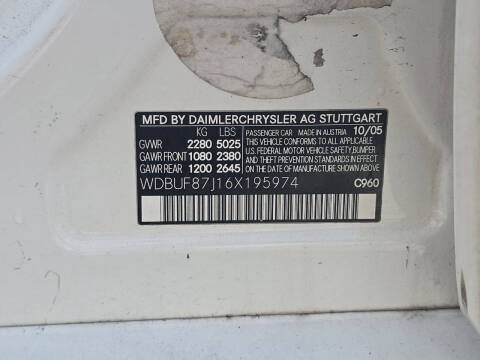 MFD BY DAIMLERCHRYSLER AG STUTTGART
KG LBS PASSENGER CAR MADE IN AUSTRIA 10/05
GVWR 2280 5025 THIS VEHICLE CONFORMS TO ALL APPLICABLE
GAWR FRONT 1080 2380 U.S. FEDERAL MOTOR VEHICLE SAFETY,BUMPER
GAWR REAR 1200 2645 AND THEFT PREVENTION STANDARDS IN EFFECT ON THE DATE OF MANUFACTURE SHOWN ABOVE
WDBUF87J16X195974 C960